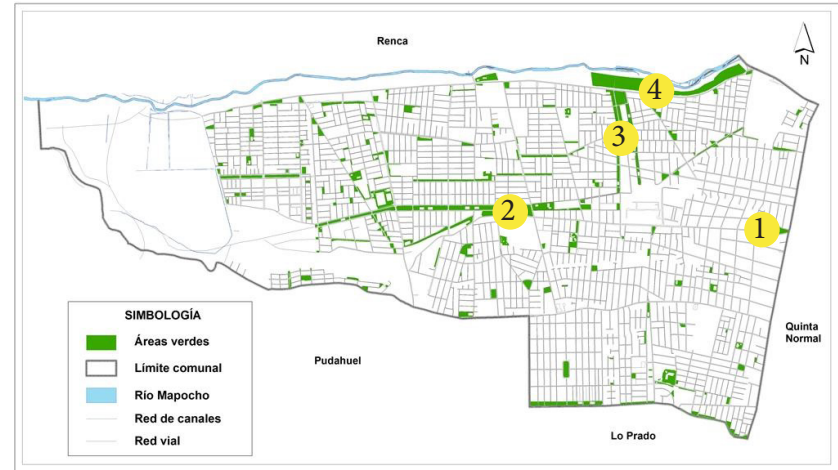 Renca
N
4
3
2
1
SIMBOLOGÍA
Áreas verdes
Límite comunal
Río Mapocho
Red de canales
Red vial
Pudahuel
Quinta
Normal
Lo Prado